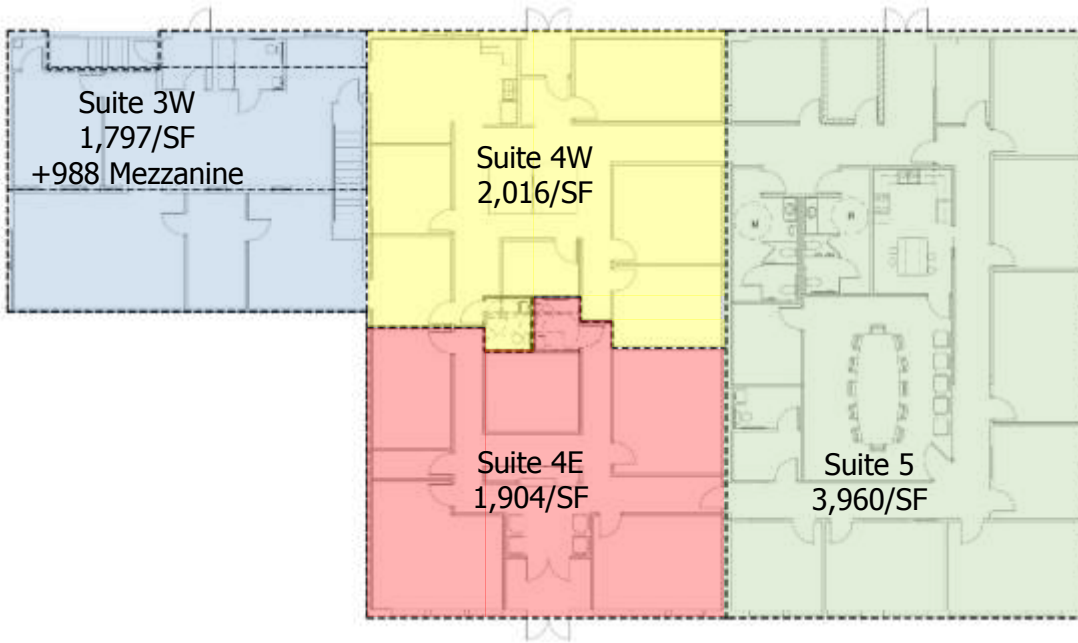 Suite 3W
1,797/SF
+988 Mezzanine
Suite 4W
2,016/SF
Suite 4E
1,904/SF
Suite 5
3,960/SF